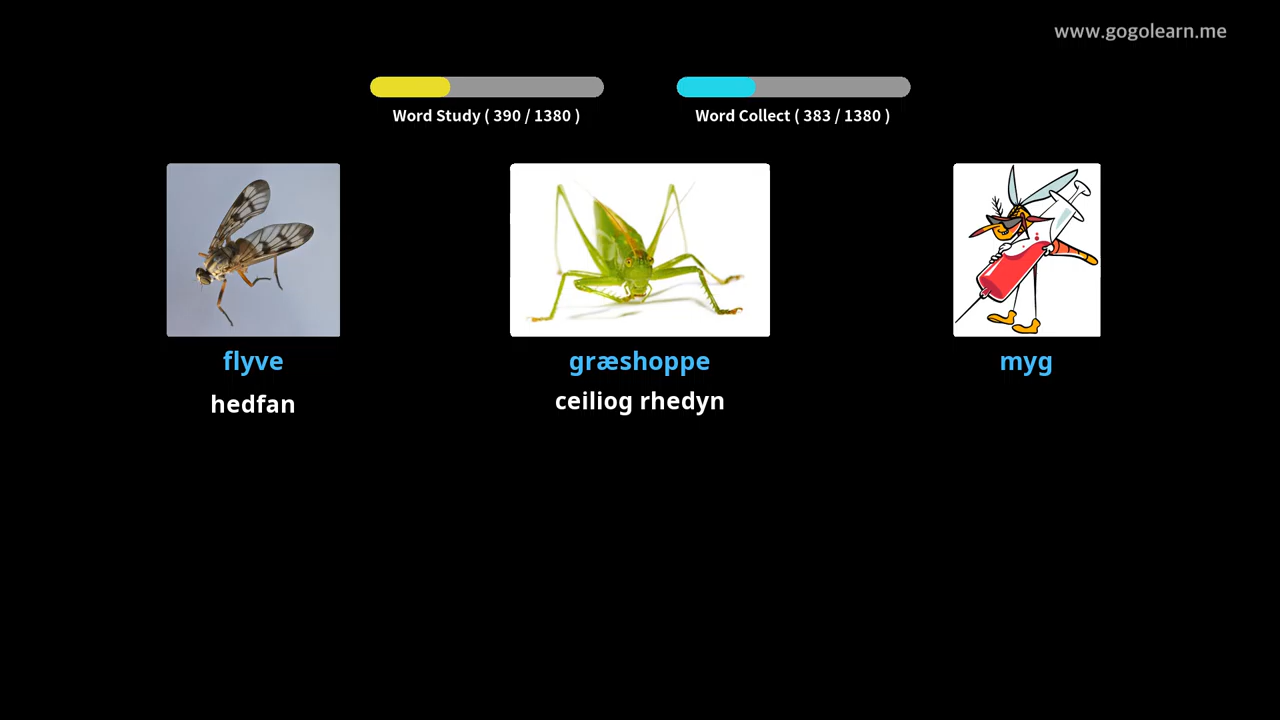 www.gogolearn.me
Word Study ( 390 / 1380 )
Word Collect ( 383 / 1380 )
flyve
græshoppe
myg
hedfan
ceiliog rhedyn